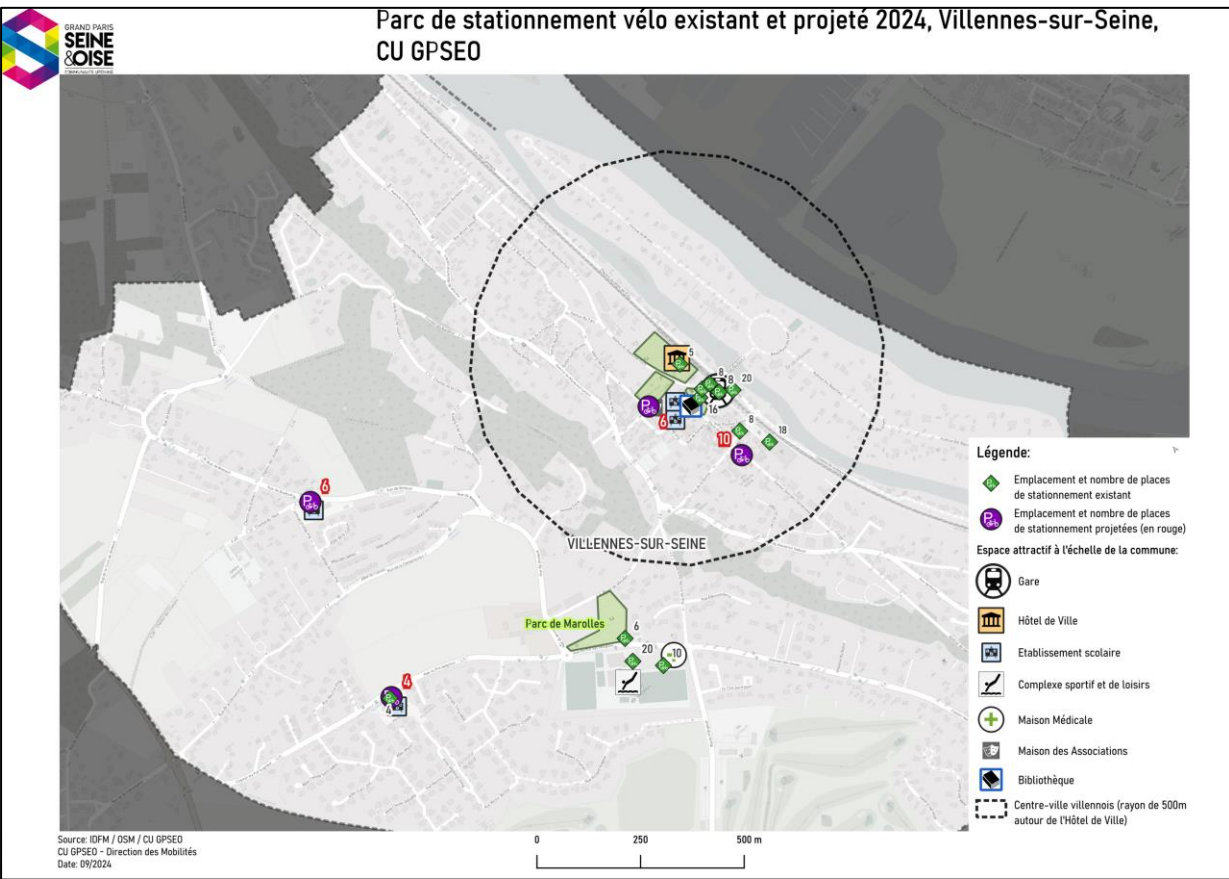 GRAND PARIS
SEINE
&OISE
COMMUNAUTÉ URBAINE
Parc de stationnement vélo existant et projeté 2024, Villennes-sur-Seine,
CU GPSEO
5
8
8
20
16
6
8
18
10
6
VILLENNES-SUR-SEINE
Parc de Marolles
6
20
10
4
4
Légende:
Emplacement et nombre de places
de stationnement existant
Emplacement et nombre de places
de stationnement projetées (en rouge)
Espace attractif à l'échelle de la commune:
Gare
Hôtel de Ville
Etablissement scolaire
Complexe sportif et de loisirs
Maison Médicale
Maison des Associations
Bibliothèque
Centre-ville villennois (rayon de 500m
autour de l'Hôtel de Ville)
Source: IDFM / OSM / CU GPSEO
CU GPSEO - Direction des Mobilités
Date: 09/2024
0 250 500 m